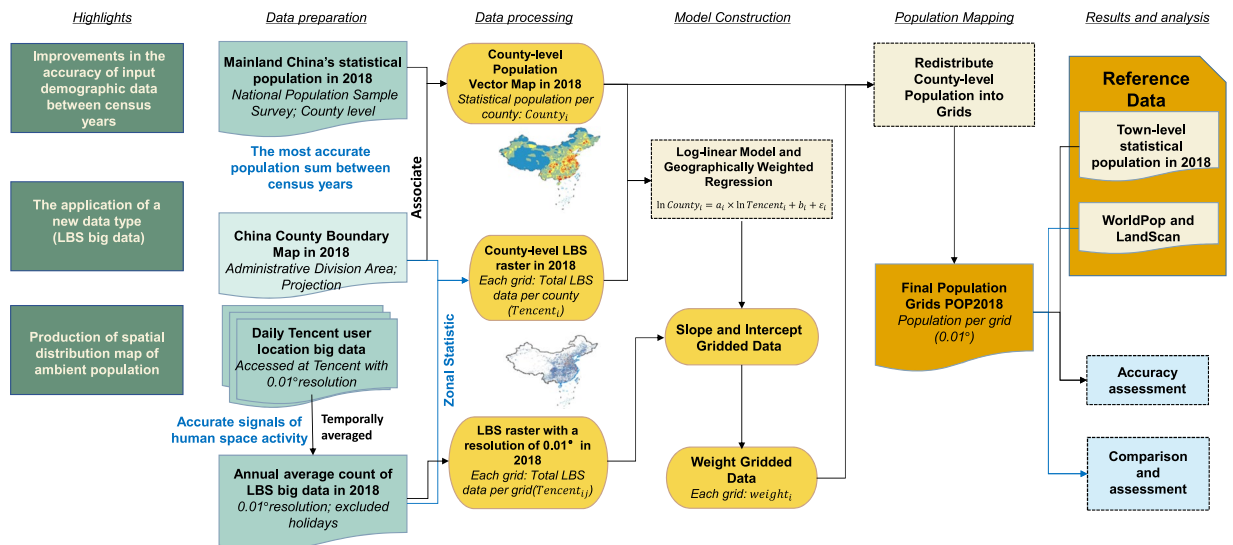 Highlights
Data preparation
Data processing
Model Construction
Population Mapping
Results and analysis
Improvements in the
accuracy of input
demographic data
between census
years
The application of a
new data type
(LBS big data)
Production of spatial
distribution map of
ambient population
Mainland China's statistical
population in 2018
National Population Sample
Survey; County level
The most accurate
population sum between
census years
China County Boundary
Map in 2018
Administrative Division Area;
Projection
Daily Tencent user
location big data
Accessed at Tencent with
0.01°resolution
Accurate signals of
human space activity
Temporally
averaged
Annual average count of
LBS big data in 2018
0.01°resolution; excluded
holidays
Associate
Zonal Statistic
County-level
Population
Vector Map in 2018
Statistical population per
county: County_i
County-level LBS
raster in 2018
Each grid: Total LBS
data per county
(Tencent_i)
LBS raster with a
resolution of 0.01° in
2018
Each grid: Total LBS
data per grid(Tencent_ij)
Log-linear Model and
Geographically Weighted
Regression
ln County_i = a_i × ln Tencent_i + b_i + ε_i
Slope and Intercept
Gridded Data
Weight Gridded
Data
Each grid: weight_i
Redistribute
County-level
Population into
Grids
Final Population
Grids POP2018
Population per grid
(0.01°)
Reference
Data
Town-level
statistical
population in 2018
WorldPop and
LandScan
Accuracy
assessment
Comparison
and
assessment